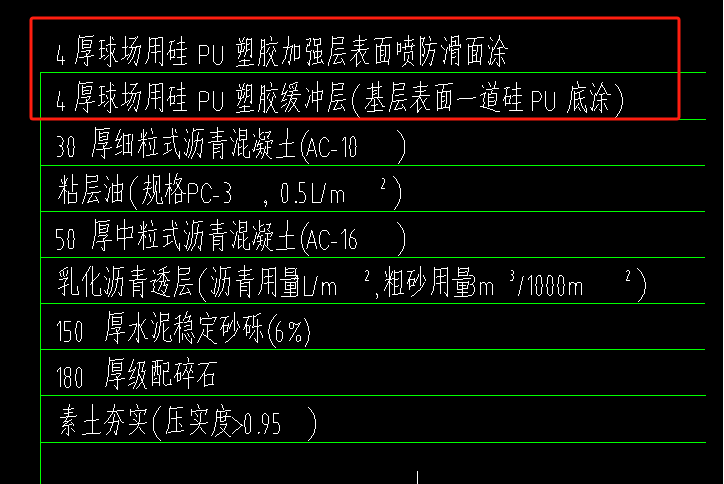 4 厚球场用硅 PU 塑胶加强层表面喷防滑面涂
4 厚球场用硅 PU 塑胶缓冲层(基层表面一道硅PU 底涂)
30 厚细粒式沥青混凝土(AC-10 )
粘层油(规格PC-3 , 0.5L/m ²)
50 厚中粒式沥青混凝土(AC-16 )
乳化沥青透层(沥青用量L/m ²,粗砂用量3m ³/1000m ²)
150 厚水泥稳定砂砾(6%)
180 厚级配碎石
素土夯实(压实度>0.95 )